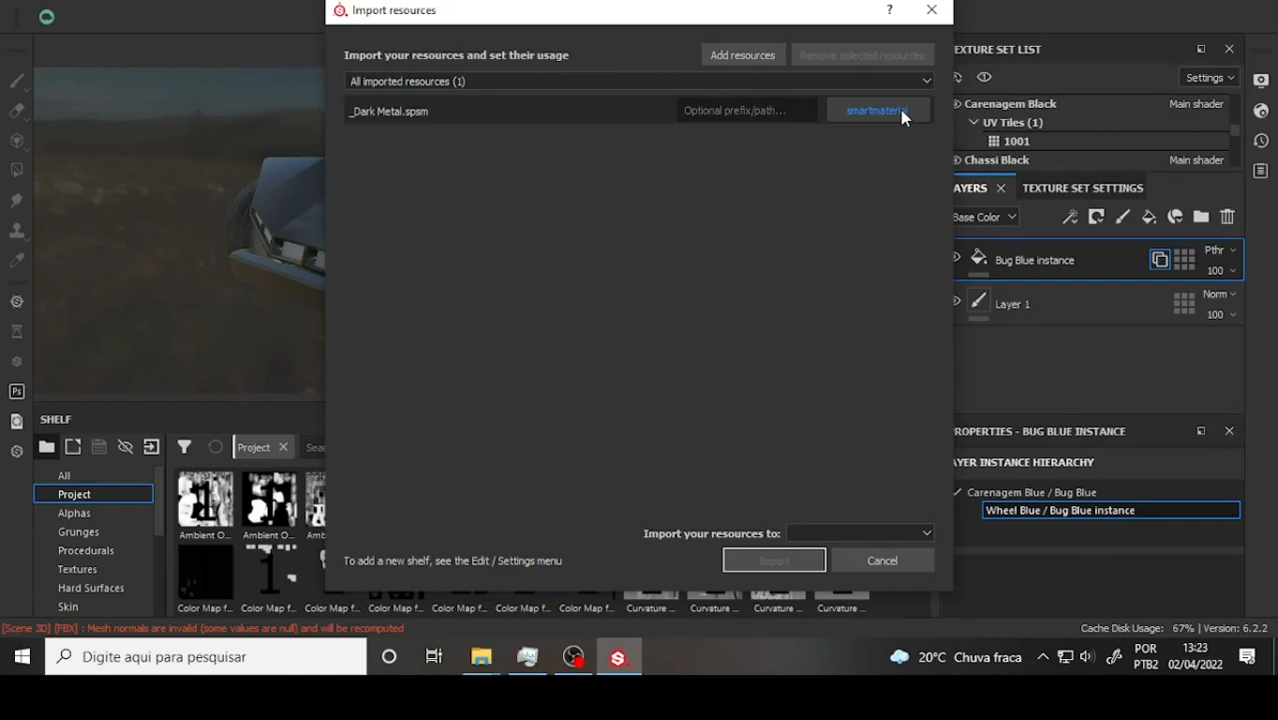 Import resources
?
Import your resources and set their usage
Add resources
Remove selected resources
All imported resources (1)
_Dark Metal.spsm
Optional prefix/path...
smartmaterial
Import your resources to:
To add a new shelf, see the Edit / Settings menu
Import
Cancel
EXTURE SET LIST
Settings
Carenagem Black
Main shader
UV Tiles (1)
1001
Chassi Black
Main shader
AYERS
TEXTURE SET SETTINGS
Base Color
Bug Blue instance
Pthr
100
Layer 1
Norm
100
Ps
SHELF
Project
Sear
All
Project
Alphas
Grunges
Procedurals
Textures
Hard Surfaces
Skin
Ambient O...
Ambient O...
Color Map f...
Color Map f...
Color Map f...
Color Map f...
Color Map f...
Color Map f...
Color Map f...
Curvature ...
Curvature ...
Curvature ...
Curvature ...
ROPERTIES - BUG BLUE INSTANCE
AYER INSTANCE HIERARCHY
Carenagem Blue / Bug Blue
Wheel Blue / Bug Blue instance
[Scene 3D] [FBX] : Mesh normals are invalid (some values are null) and will be recomputed
Cache Disk Usage: 67% | Version: 6.2.2
Digite aqui para pesquisar
20°C Chuva fraca
POR
PTB2
13:23
02/04/2022